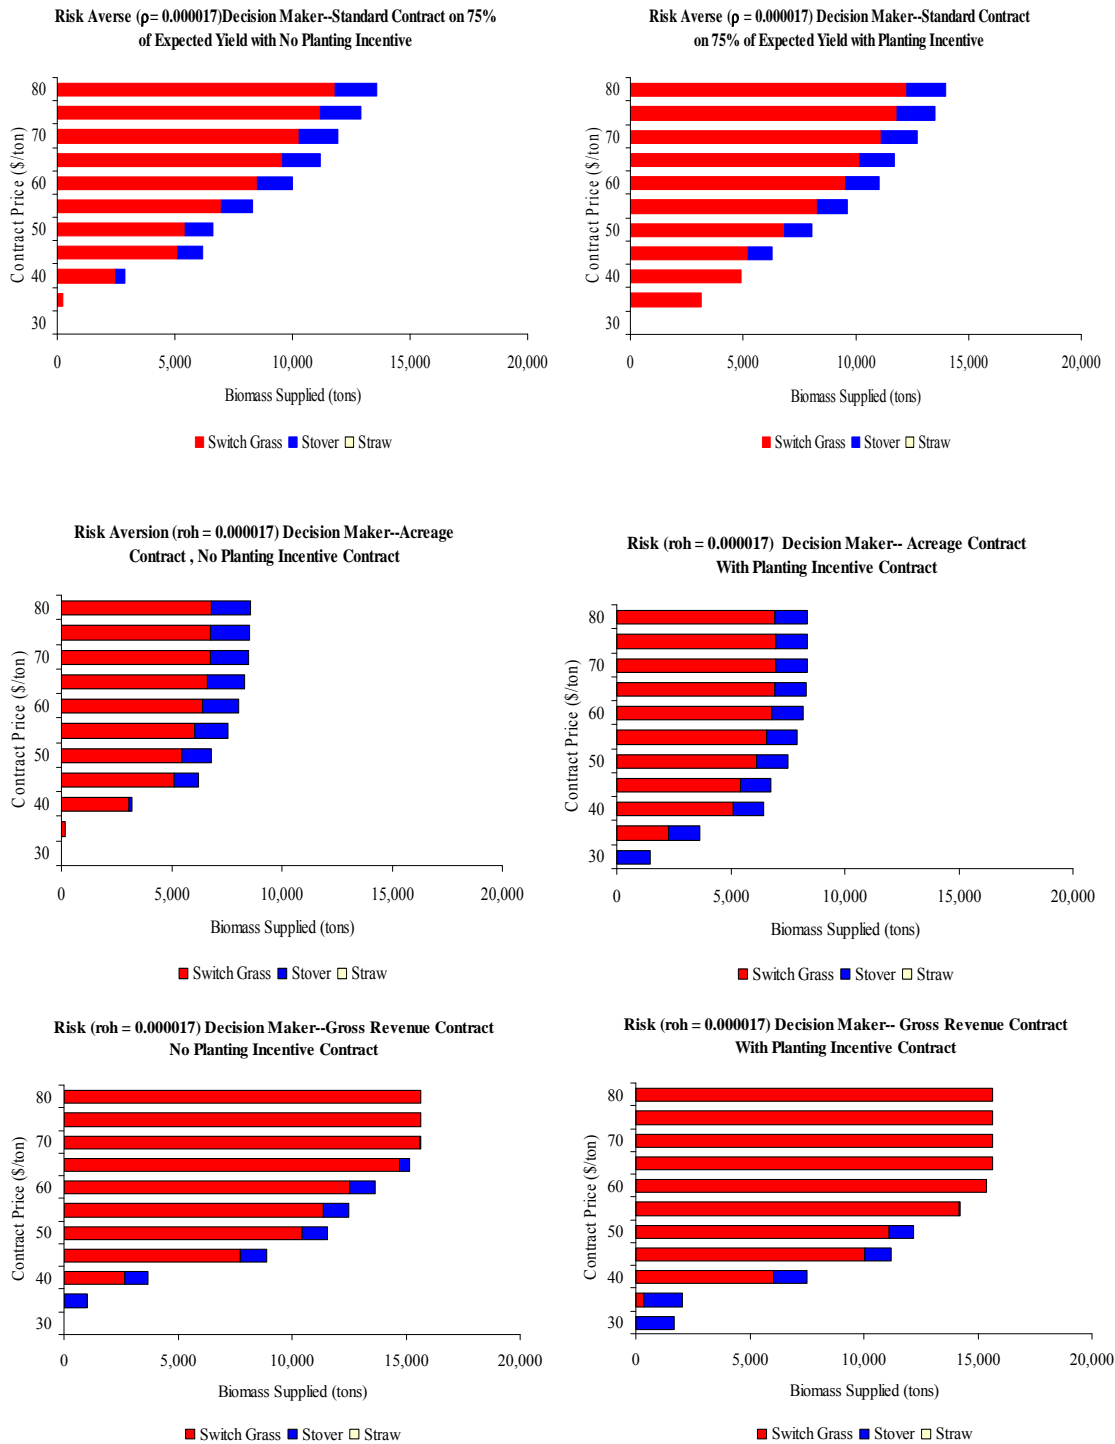 Risk Averse (ρ= 0.000017)Decision Maker--Standard Contract on 75%
of Expected Yield with No Planting Incentive
80
70
60
50
40
30
Contract Price ($/ton)
0 5,000 10,000 15,000 20,000
Biomass Supplied (tons)
Switch Grass Stover Straw
Risk Averse (ρ = 0.000017) Decision Maker--Standard Contract
on 75% of Expected Yield with Planting Incentive
80
70
60
50
40
30
Contract Price ($/ton)
0 5,000 10,000 15,000 20,000
Biomass Supplied (tons)
Switch Grass Stover Straw
Risk Aversion (roh = 0.000017) Decision Maker--Acreage
Contract , No Planting Incentive Contract
80
70
60
50
40
30
Contract Price ($/ton)
0 5,000 10,000 15,000 20,000
Biomass Supplied (tons)
Switch Grass Stover Straw
Risk (roh = 0.000017) Decision Maker-- Acreage Contract
With Planting Incentive Contract
80
70
60
50
40
30
Contract Price ($/ton)
0 5,000 10,000 15,000 20,000
Biomass Supplied (tons)
Switch Grass Stover Straw
Risk (roh = 0.000017) Decision Maker--Gross Revenue Contract
No Planting Incentive Contract
80
70
60
50
40
30
Contract Price ($/ton)
0 5,000 10,000 15,000 20,000
Biomass Supplied (tons)
Switch Grass Stover Straw
Risk (roh = 0.000017) Decision Maker-- Gross Revenue Contract
With Planting Incentive Contract
80
70
60
50
40
30
Contract Price ($/ton)
0 5,000 10,000 15,000 20,000
Biomass Supplied (tons)
Switch Grass Stover Straw